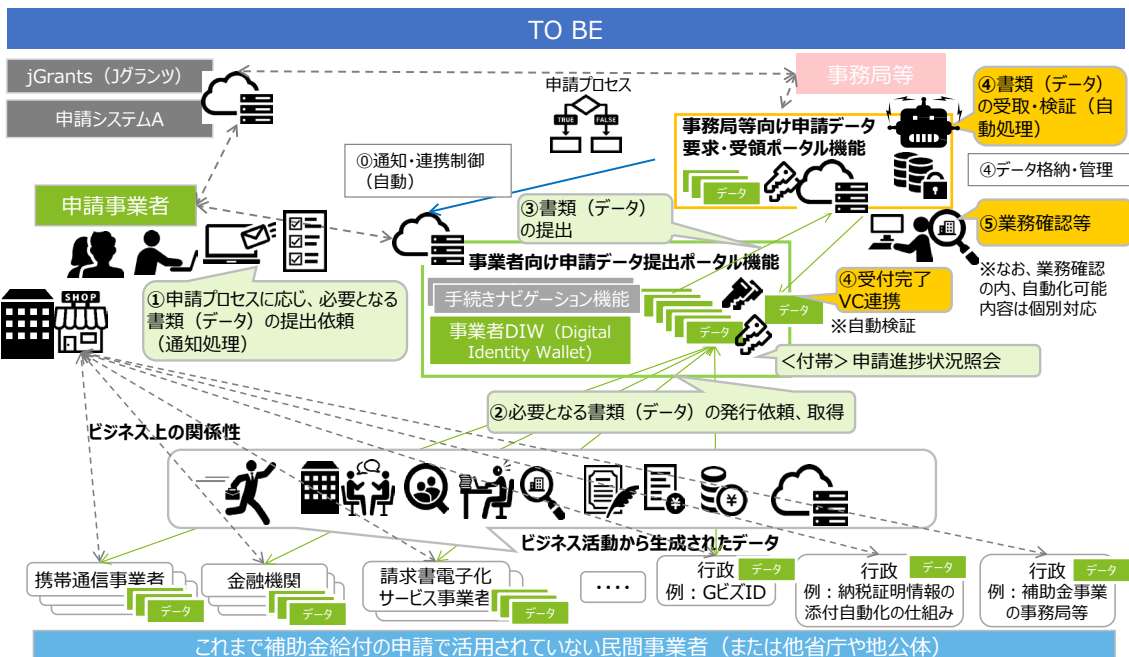 TO BE
jGrants（Jグランツ）
申請システムA
申請プロセス
TRUE
FALSE
事務局等
④書類（データ）
の受取・検証（自
動処理）
事務局等向け申請データ
要求・受領ポータル機能
データ
④データ格納・管理
⓪通知・連携制御
（自動）
申請事業者
③書類（データ）
の提出
⑤業務確認等
※なお、業務確認
の内、自動化可能
内容は個別対応
事業者向け申請データ提出ポータル機能
手続きナビゲーション機能
事業者DIW（Digital
Identity Wallet）
データ
データ
④受付完了
VC連携
※自動検証
＜付帯＞申請進捗状況照会
SHOP
①申請プロセスに応じ、必要となる
書類（データ）の提出依頼
（通知処理）
②必要となる書類（データ）の発行依頼、取得
ビジネス上の関係性
ビジネス活動から生成されたデータ
携帯通信事業者
データ
金融機関
データ
請求書電子化
サービス事業者
データ
‥‥
行政
データ
例：GビズID
行政
データ
例：納税証明情報の
添付自動化の仕組み
行政
データ
例：補助金事業
の事務局等
これまで補助金給付の申請で活用されていない民間事業者（または他省庁や地公体）